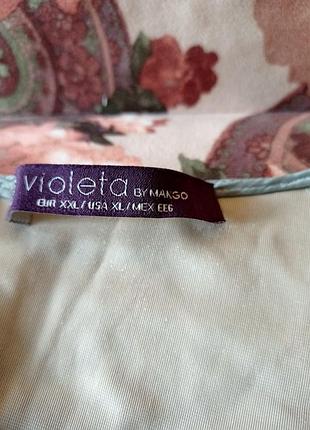 violeta BY MANGO
EUR XXL / USA XL / MEX EEG